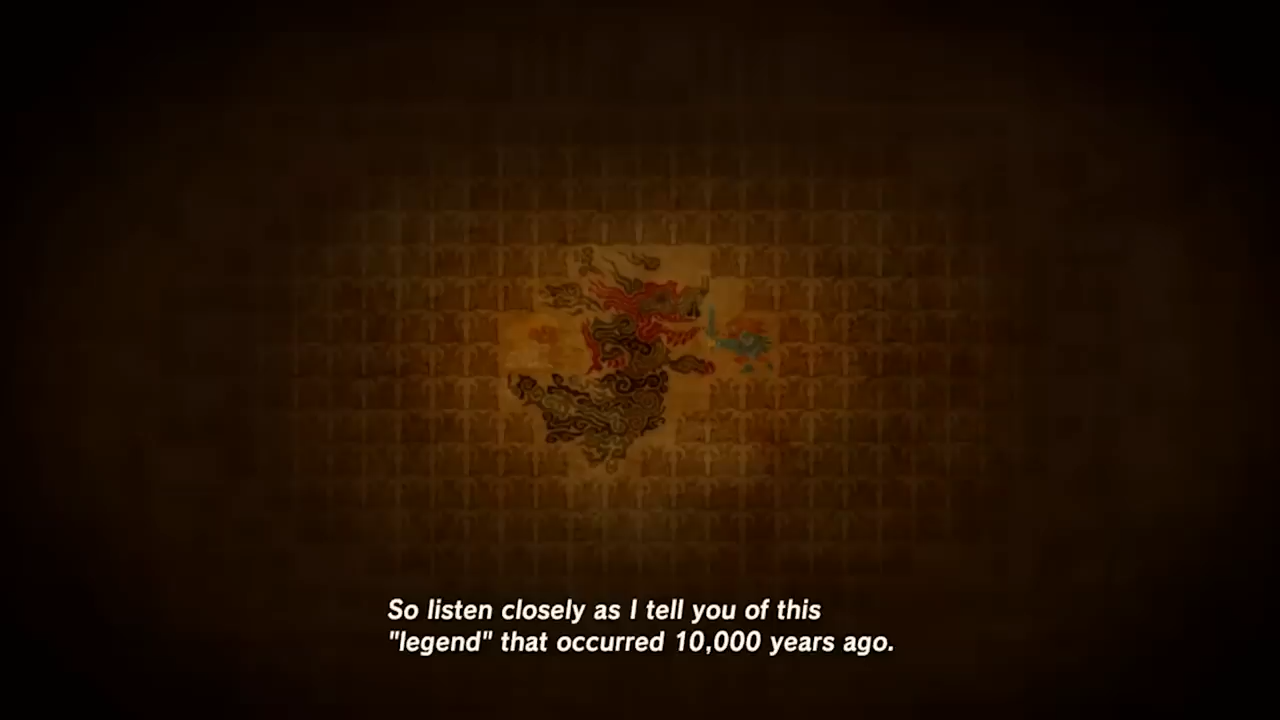 So listen closely as I tell you of this
"legend" that occurred 10,000 years ago.